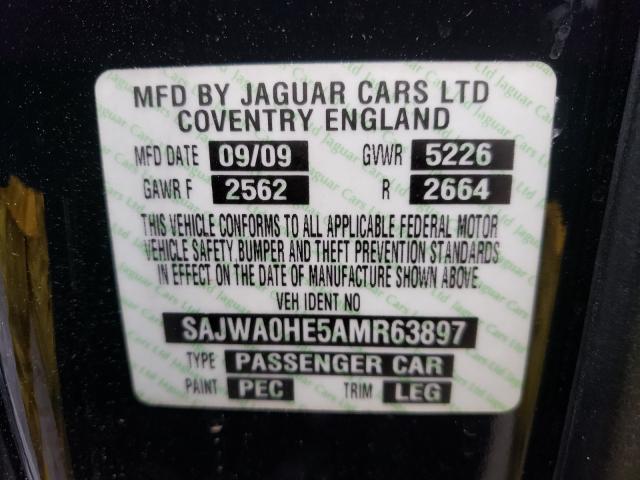 MFD BY JAGUAR CARS LTD
COVENTRY ENGLAND
MFD DATE 09/09 GVWR 5226
GAWR F 2562 R 2664
THIS VEHICLE CONFORMS TO ALL APPLICABLE FEDERAL MOTOR
VEHICLE SAFETY, BUMPER AND THEFT PREVENTION STANDARDS
IN EFFECT ON THE DATE OF MANUFACTURE SHOWN ABOVE
VEH IDENT NO
SAJWA0HE5AMR63897
TYPE PASSENGER CAR
PAINT PEC TRIM LEG